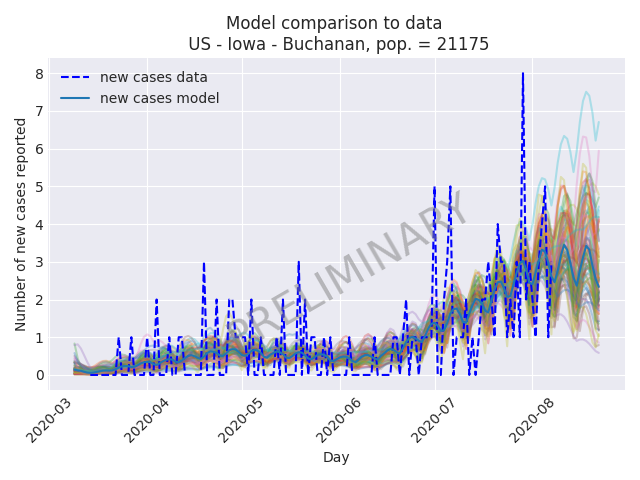 Model comparison to data
US - Iowa - Buchanan, pop. = 21175
new cases data
new cases model
PRELIMINARY
Number of new cases reported
8
7
6
5
4
3
2
1
0
2020-03
2020-04
2020-05
2020-06
2020-07
2020-08
Day